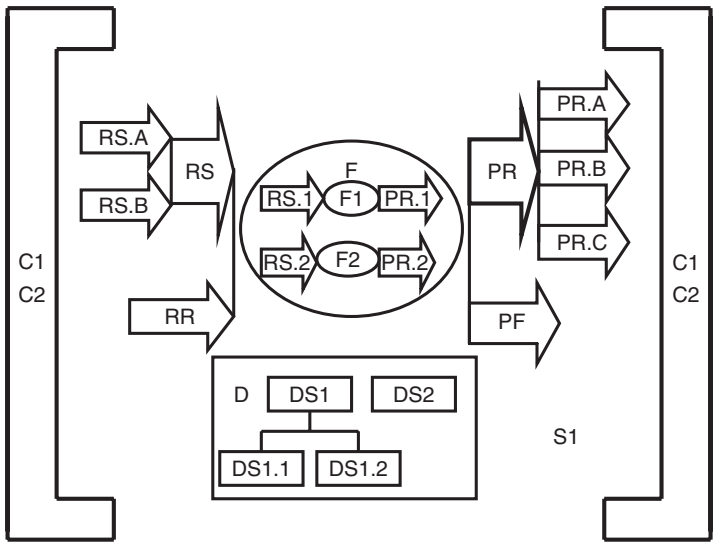 C1
C2
RS.A
RS.B
RS
RR
F
RS.1 F1 PR.1
RS.2 F2 PR.2
PR
PR.A
PR.B
PR.C
PF
D DS1 DS2
DS1.1 DS1.2
S1
C1
C2